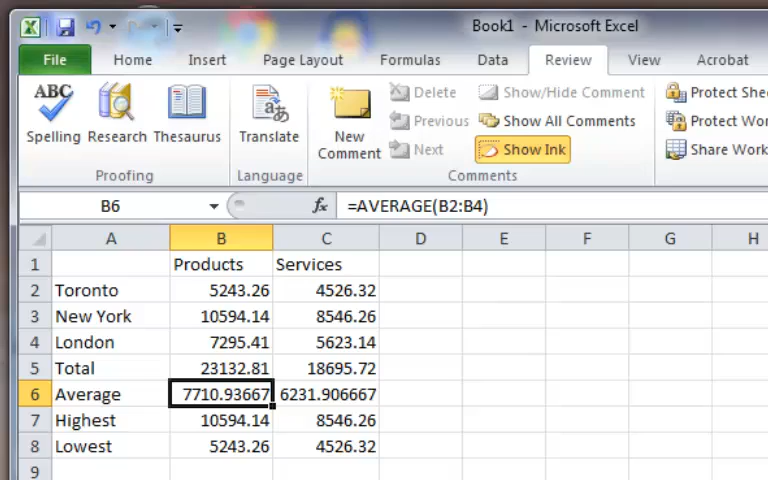 Book1 - Microsoft Excel
File Home Insert Page Layout Formulas Data Review View Acrobat
ABC Delete Show/Hide Comment Protect Shee
Previous Show All Comments Protect Wor
Spelling Research Thesaurus Translate New Comment Next Show Ink Share Work
Proofing Language Comments
B6 fx =AVERAGE(B2:B4)
A B C D E F G H
1 Products Services
2 Toronto 5243.26 4526.32
3 New York 10594.14 8546.26
4 London 7295.41 5623.14
5 Total 23132.81 18695.72
6 Average 7710.93667 6231.906667
7 Highest 10594.14 8546.26
8 Lowest 5243.26 4526.32
9